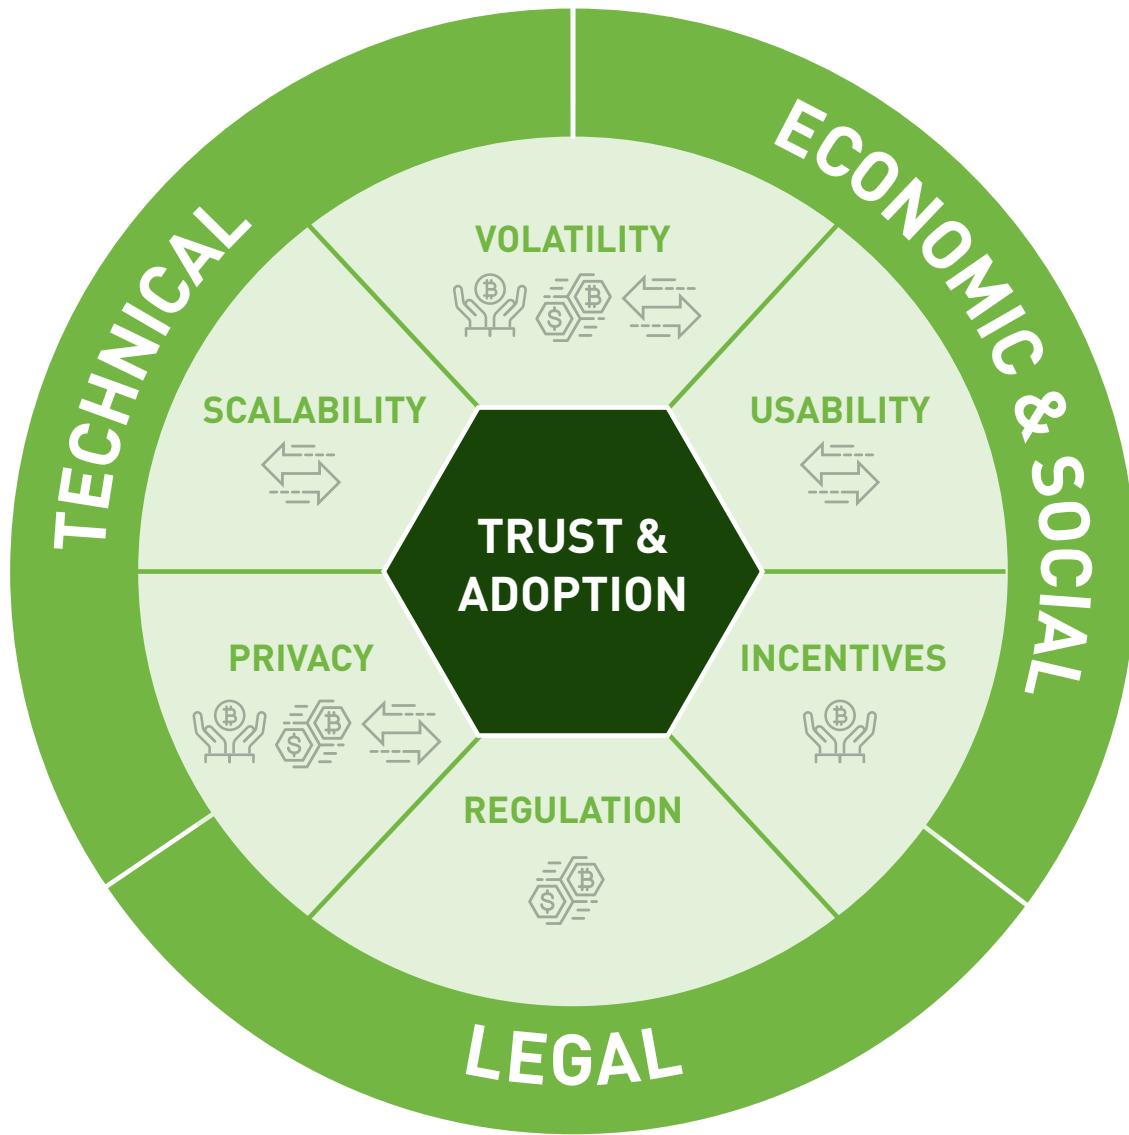 TECHNICAL
ECONOMIC & SOCIAL
VOLATILITY
SCALABILITY
USABILITY
TRUST &
ADOPTION
PRIVACY
INCENTIVES
REGULATION
LEGAL